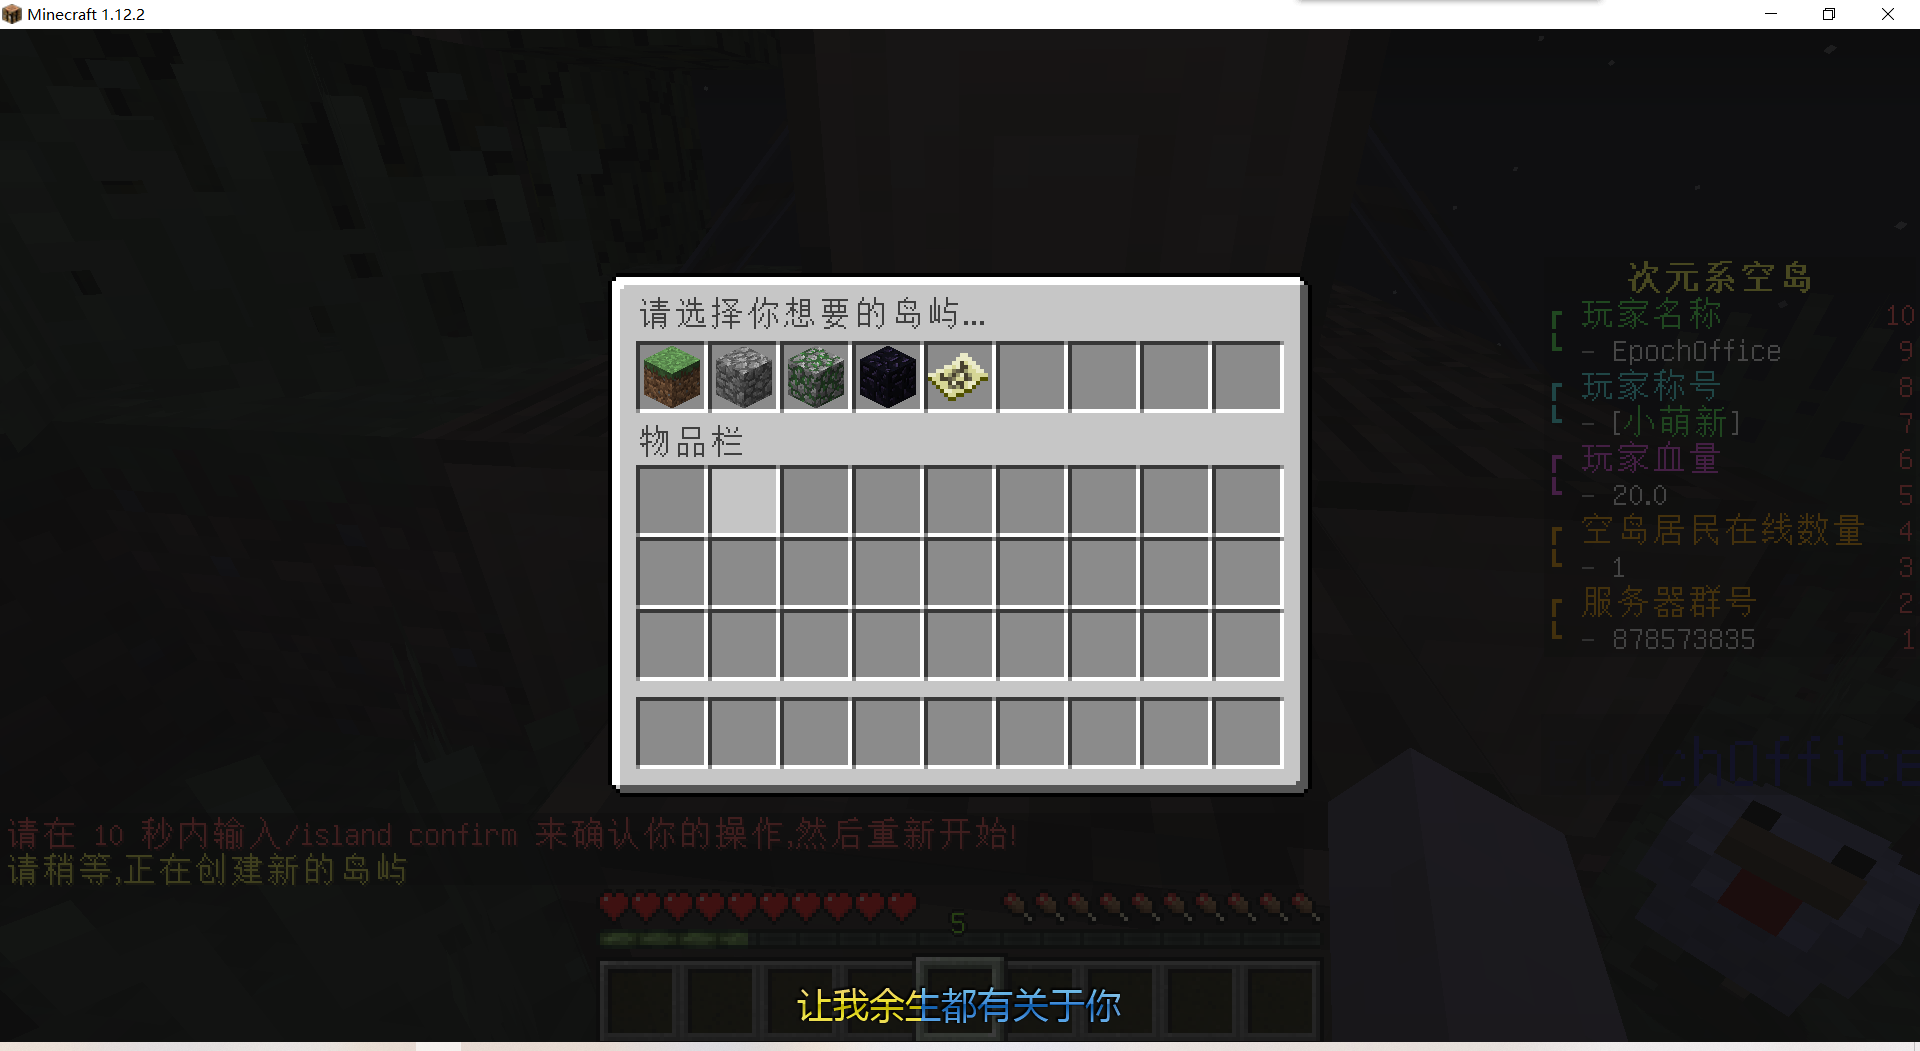 Minecraft 1.12.2
请选择你想要的岛屿...
物品栏
次元系空岛
玩家名称 10
- EpochOffice 9
玩家称号 8
- [小萌新] 7
玩家血量 6
- 20.0 5
空岛居民在线数量 4
- 1 3
服务器群号 2
- 878573835 1
chOffice
请在 10 秒内输入/island confirm 来确认你的操作,然后重新开始!
请稍等,正在创建新的岛屿
5
让我余生都有关于你